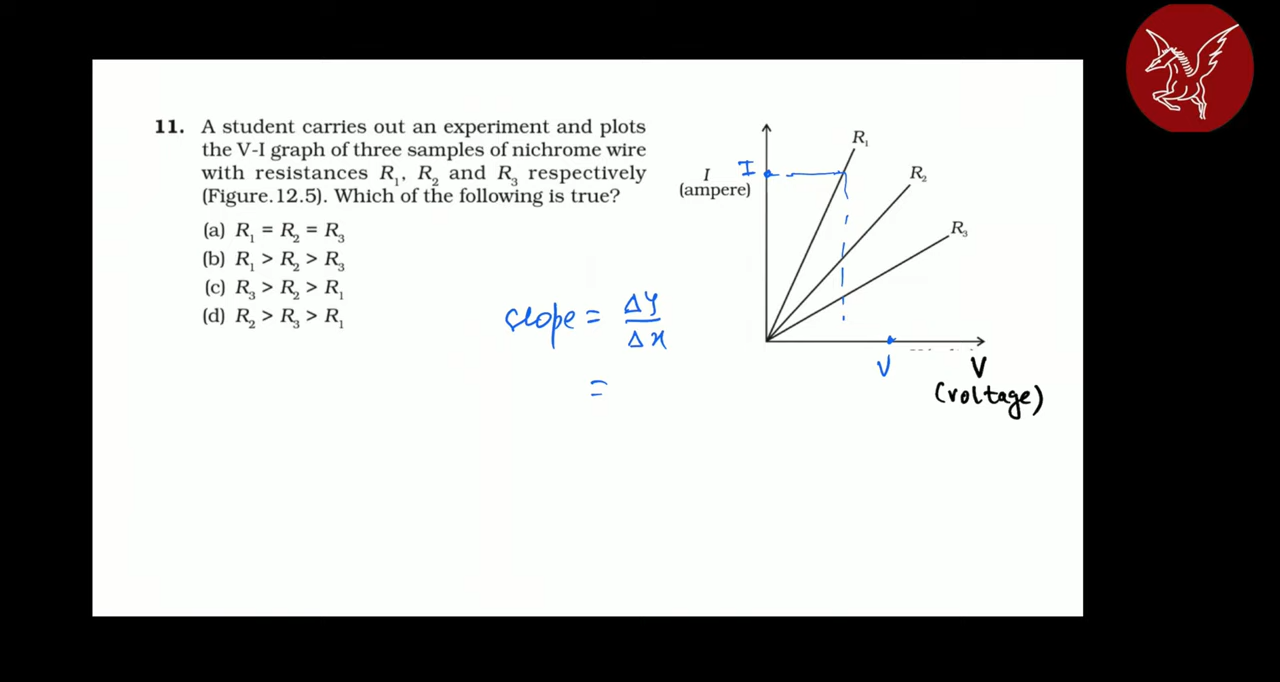 11. A student carries out an experiment and plots
the V-I graph of three samples of nichrome wire
with resistances R₁, R₂ and R₃ respectively
(Figure.12.5). Which of the following is true?
(a) R₁ = R₂ = R₃
(b) R₁ > R₂ > R₃
(c) R₃ > R₂ > R₁
(d) R₂ > R₃ > R₁
slope = Δy
Δx
=
R₁
R₂
R₃
I
I
(ampere)
V
V
(voltage)